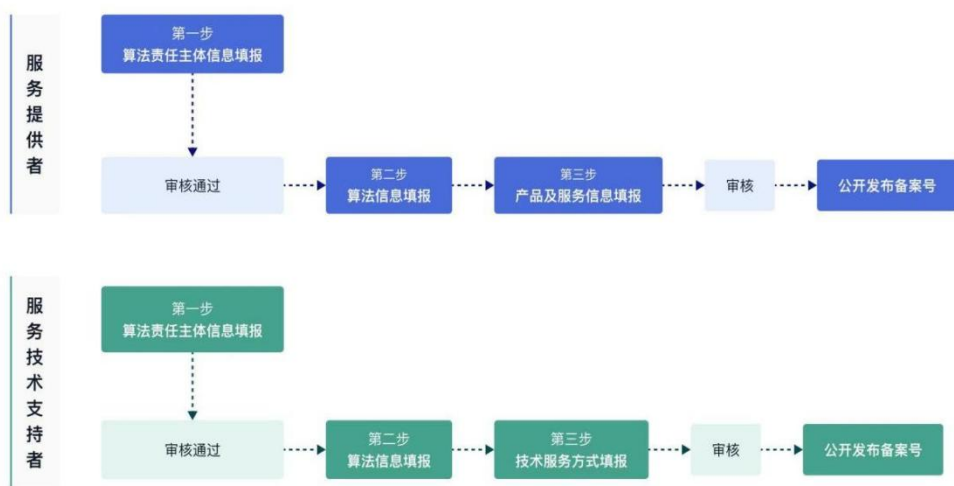 服务提供者
第一步
算法责任主体信息填报
审核通过
第二步
算法信息填报
第三步
产品及服务信息填报
审核
公开发布备案号
服务技术支持者
第一步
算法责任主体信息填报
审核通过
第二步
算法信息填报
第三步
技术服务方式填报
审核
公开发布备案号